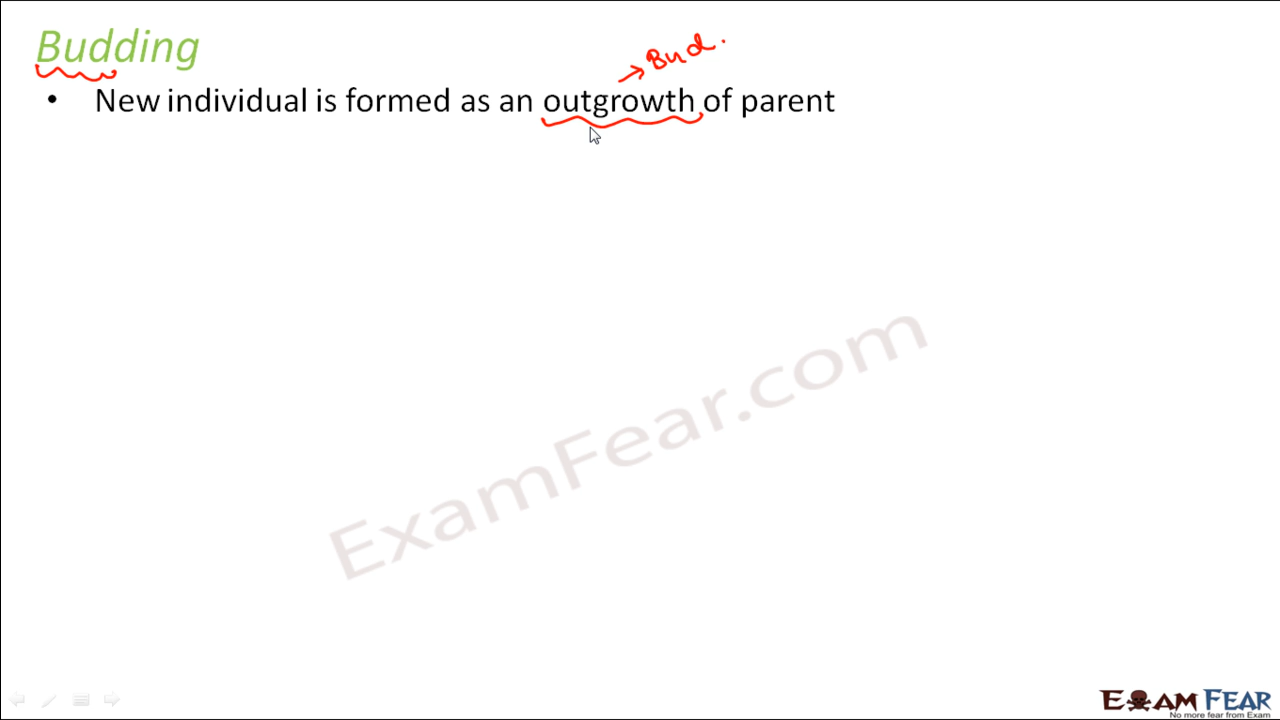 Budding
→ Bud.
• New individual is formed as an outgrowth of parent
ExamFear.com
EXAM FEAR
No more fear from Exam